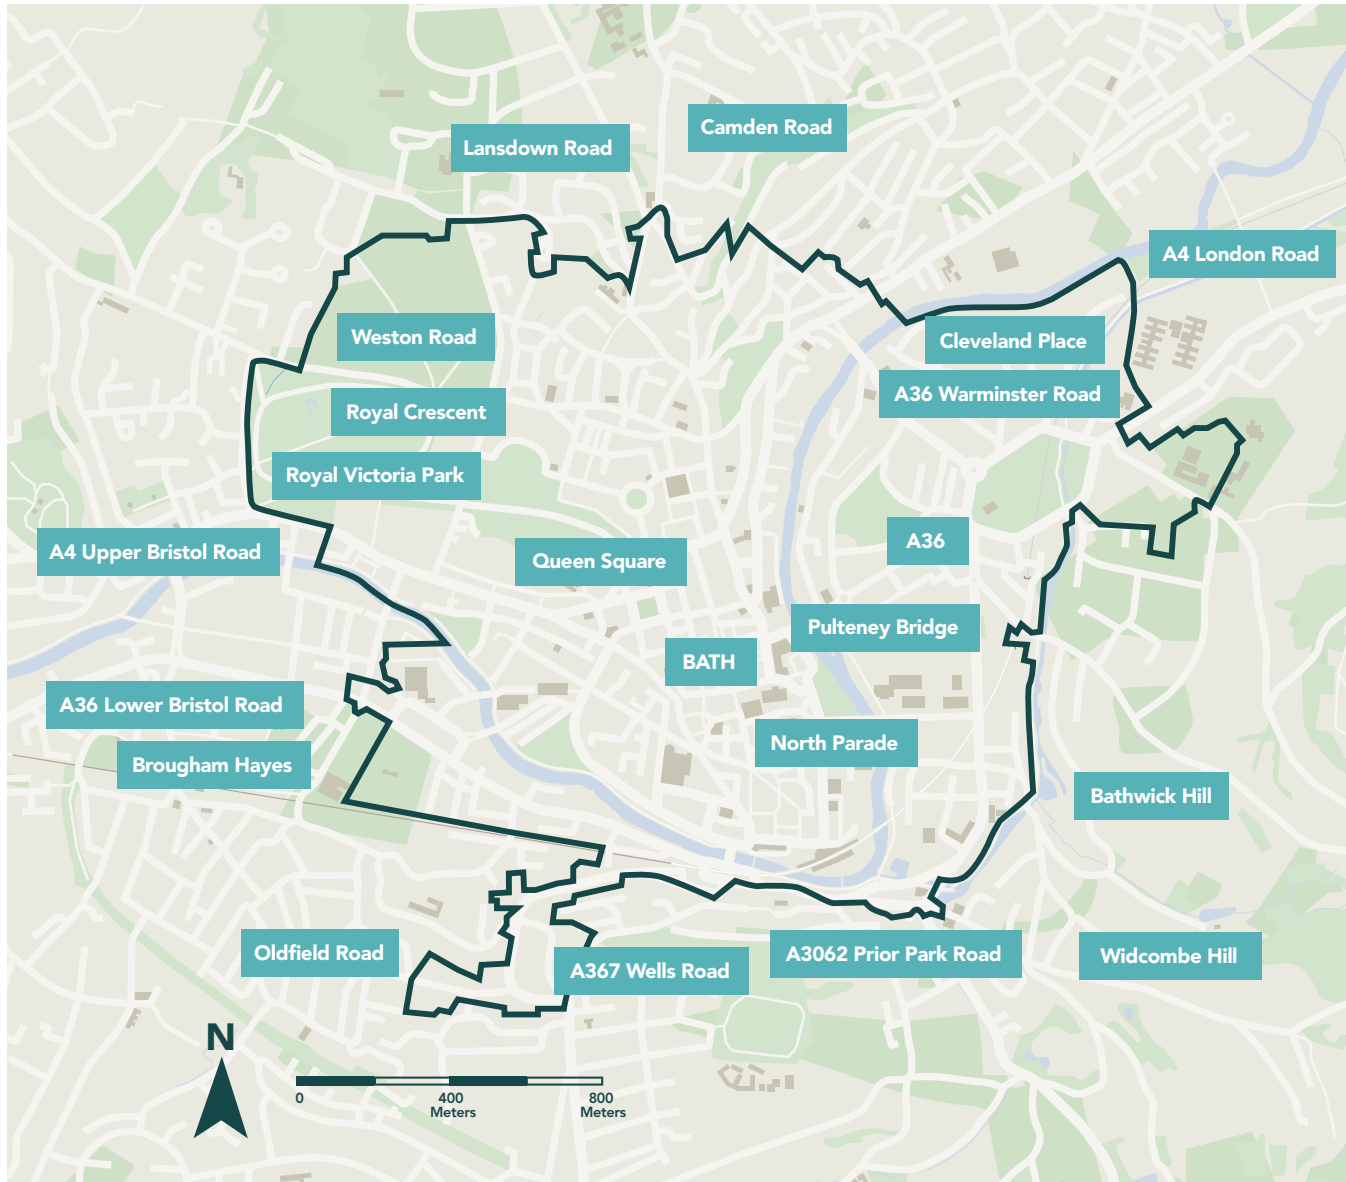 Camden Road
Lansdown Road
A4 London Road
Weston Road
Cleveland Place
A36 Warminster Road
Royal Crescent
Royal Victoria Park
A36
A4 Upper Bristol Road
Queen Square
Pulteney Bridge
BATH
A36 Lower Bristol Road
North Parade
Brougham Hayes
Bathwick Hill
Oldfield Road
A3062 Prior Park Road
Widcombe Hill
A367 Wells Road
N
0
400
Meters
800
Meters